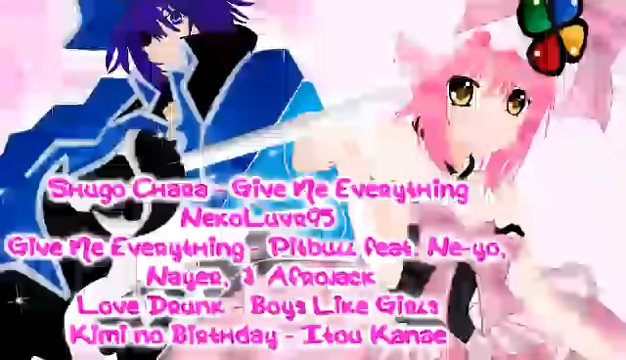 Shugo Chara - Give Me Everything
NekoLuvr95
Give Me Everything - Pitbull feat. Ne-yo,
Nayer, & Afrojack
Love Drunk - Boys Like Girls
Kimi no Birthday - Itou Kanae